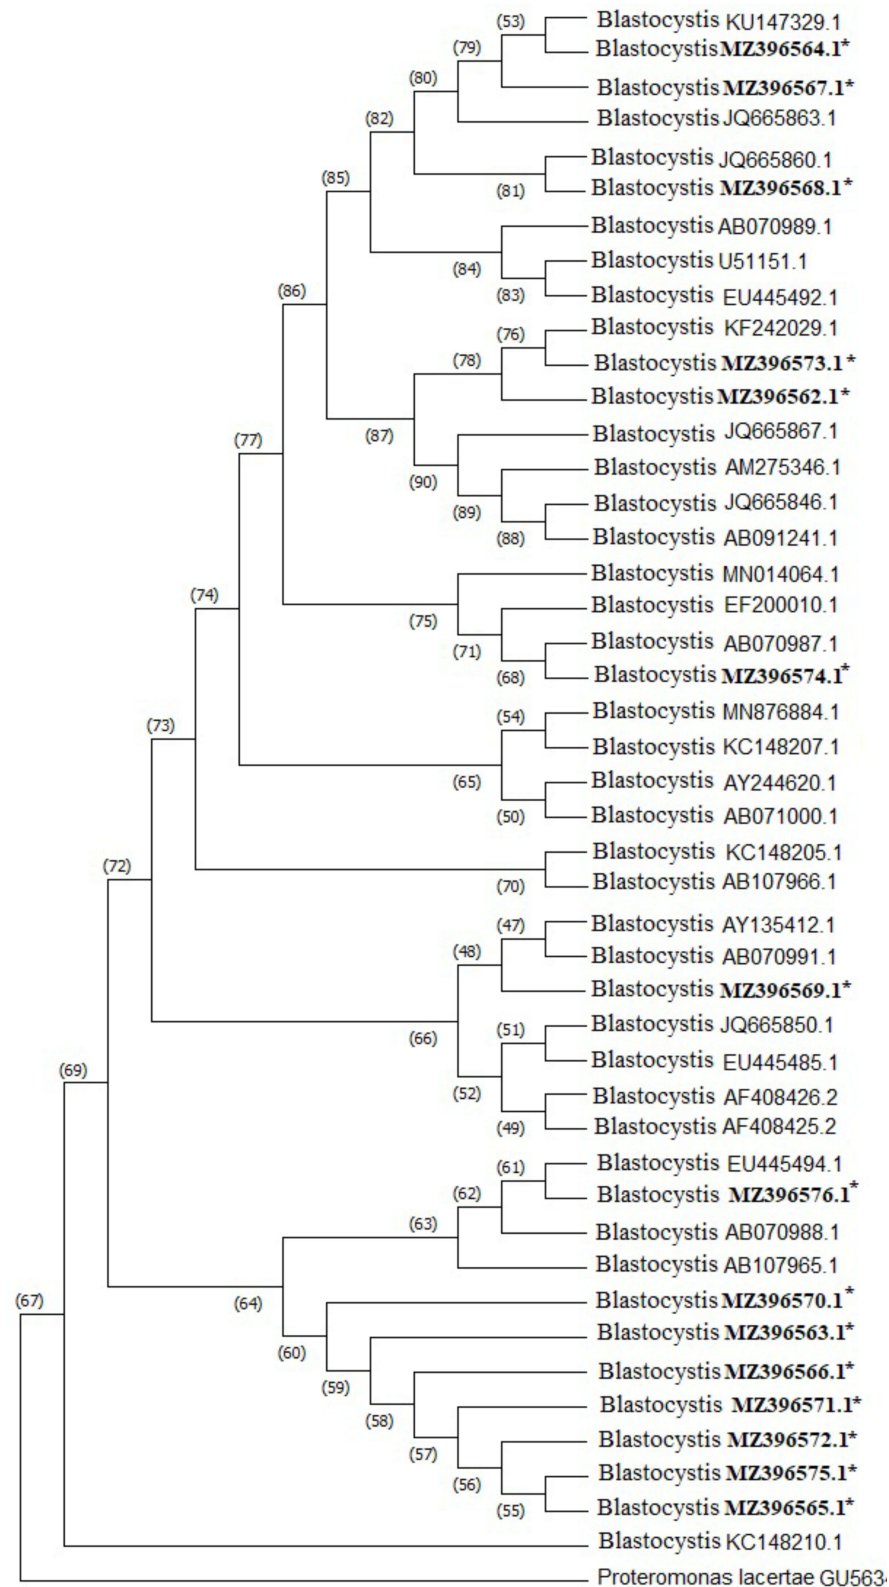 (53)
Blastocystis KU147329.1
(79)
Blastocystis MZ396564.1*
(80)
Blastocystis MZ396567.1*
(82)
Blastocystis JQ665863.1
(85)
Blastocystis JQ665860.1
(81)
Blastocystis MZ396568.1*
Blastocystis AB070989.1
(84)
Blastocystis U51151.1
(86)
(83)
Blastocystis EU445492.1
(76)
Blastocystis KF242029.1
(78)
Blastocystis MZ396573.1*
Blastocystis MZ396562.1*
(77)
(87)
Blastocystis JQ665867.1
(90)
Blastocystis AM275346.1
(89)
Blastocystis JQ665846.1
(88)
Blastocystis AB091241.1
Blastocystis MN014064.1
(74)
Blastocystis EF200010.1
(75)
Blastocystis AB070987.1
(71)
(68)
Blastocystis MZ396574.1*
(54)
Blastocystis MN876884.1
(73)
Blastocystis KC148207.1
(65)
Blastocystis AY244620.1
(50)
Blastocystis AB071000.1
Blastocystis KC148205.1
(72)
(70)
Blastocystis AB107966.1
(47)
Blastocystis AY135412.1
(48)
Blastocystis AB070991.1
Blastocystis MZ396569.1*
(66)
(51)
Blastocystis JQ665850.1
(69)
Blastocystis EU445485.1
(52)
Blastocystis AF408426.2
(49)
Blastocystis AF408425.2
(61)
Blastocystis EU445494.1
(62)
Blastocystis MZ396576.1*
(63)
Blastocystis AB070988.1
Blastocystis AB107965.1
(67)
(64)
Blastocystis MZ396570.1*
(60)
Blastocystis MZ396563.1*
(59)
Blastocystis MZ396566.1*
(58)
Blastocystis MZ396571.1*
(57)
Blastocystis MZ396572.1*
(56)
Blastocystis MZ396575.1*
(55)
Blastocystis MZ396565.1*
Blastocystis KC148210.1
Proteromonas lacertae GU5634